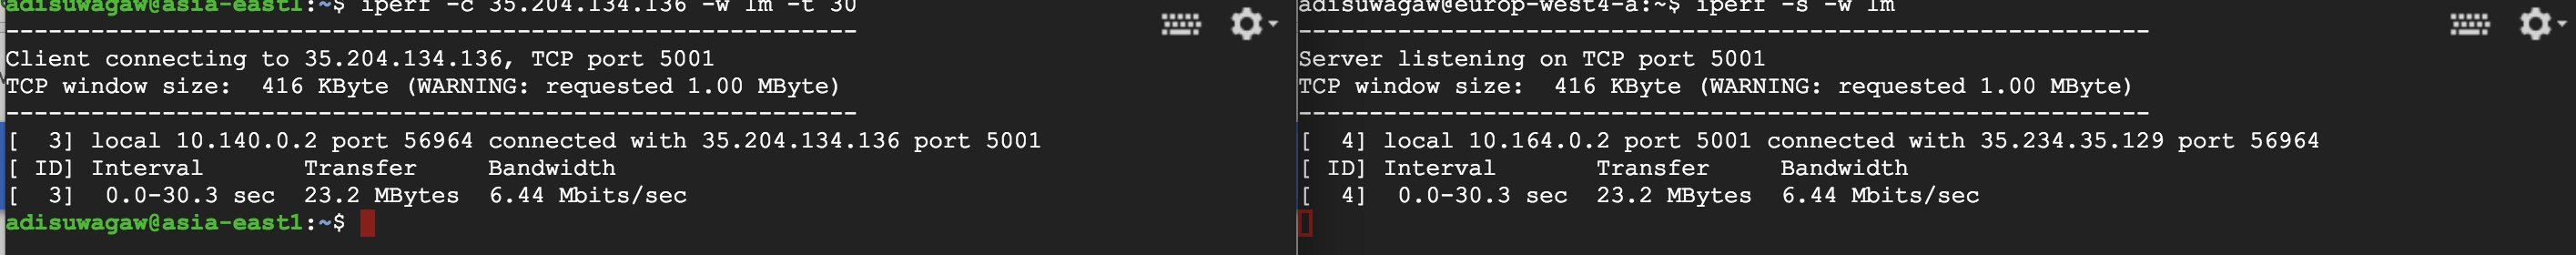 adisuwagaw@asia-east1:~$ iperf -c 35.204.134.136 -w 1m -t 30
------------------------------------------------------------
Client connecting to 35.204.134.136, TCP port 5001
TCP window size:  416 KByte (WARNING: requested 1.00 MByte)
------------------------------------------------------------
[  3] local 10.140.0.2 port 56964 connected with 35.204.134.136 port 5001
[ ID] Interval       Transfer     Bandwidth
[  3]  0.0-30.3 sec  23.2 MBytes  6.44 Mbits/sec
adisuwagaw@asia-east1:~$
adisuwagaw@europ-west4-a:~$ iperf -s -w 1m
------------------------------------------------------------
Server listening on TCP port 5001
TCP window size:  416 KByte (WARNING: requested 1.00 MByte)
------------------------------------------------------------
[  4] local 10.164.0.2 port 5001 connected with 35.234.35.129 port 56964
[ ID] Interval       Transfer     Bandwidth
[  4]  0.0-30.3 sec  23.2 MBytes  6.44 Mbits/sec